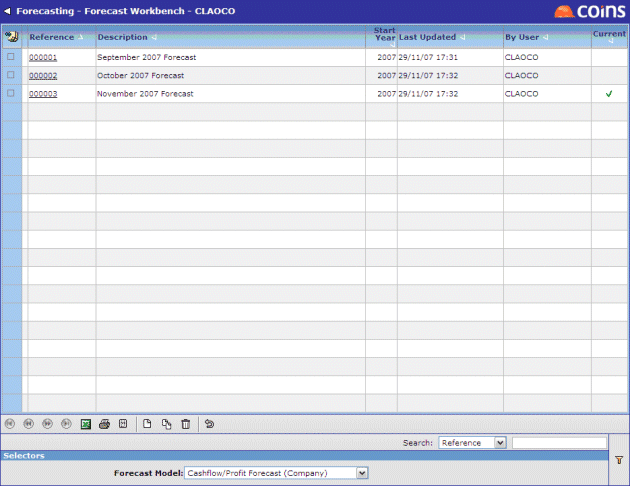 Forecasting - Forecast Workbench - CLAOCO
coins
Reference Description Start Year Last Updated By User Current
000001 September 2007 Forecast 2007 29/11/07 17:31 CLAOCO
000002 October 2007 Forecast 2007 29/11/07 17:32 CLAOCO
000003 November 2007 Forecast 2007 29/11/07 17:32 CLAOCO
Search: Reference
Selectors
Forecast Model: Cashflow/Profit Forecast (Company)